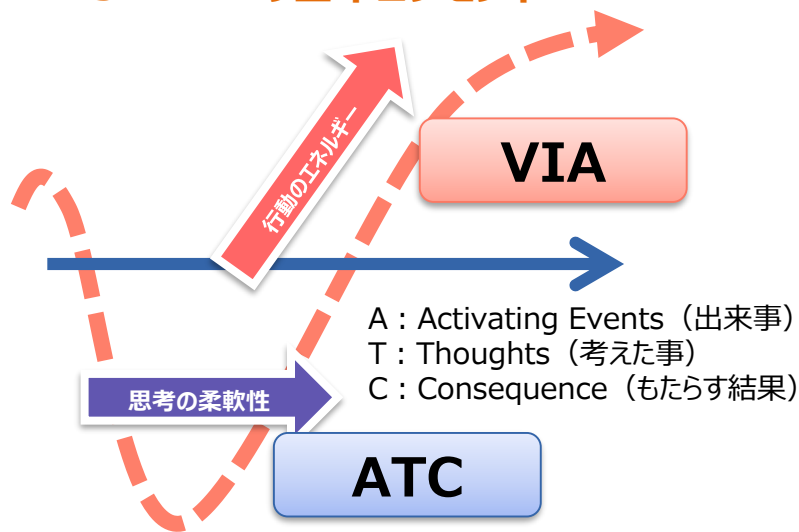 行動のエネルギー
VIA
A：Activating Events（出来事）
T：Thoughts（考えた事）
C：Consequence（もたらす結果）
思考の柔軟性
ATC